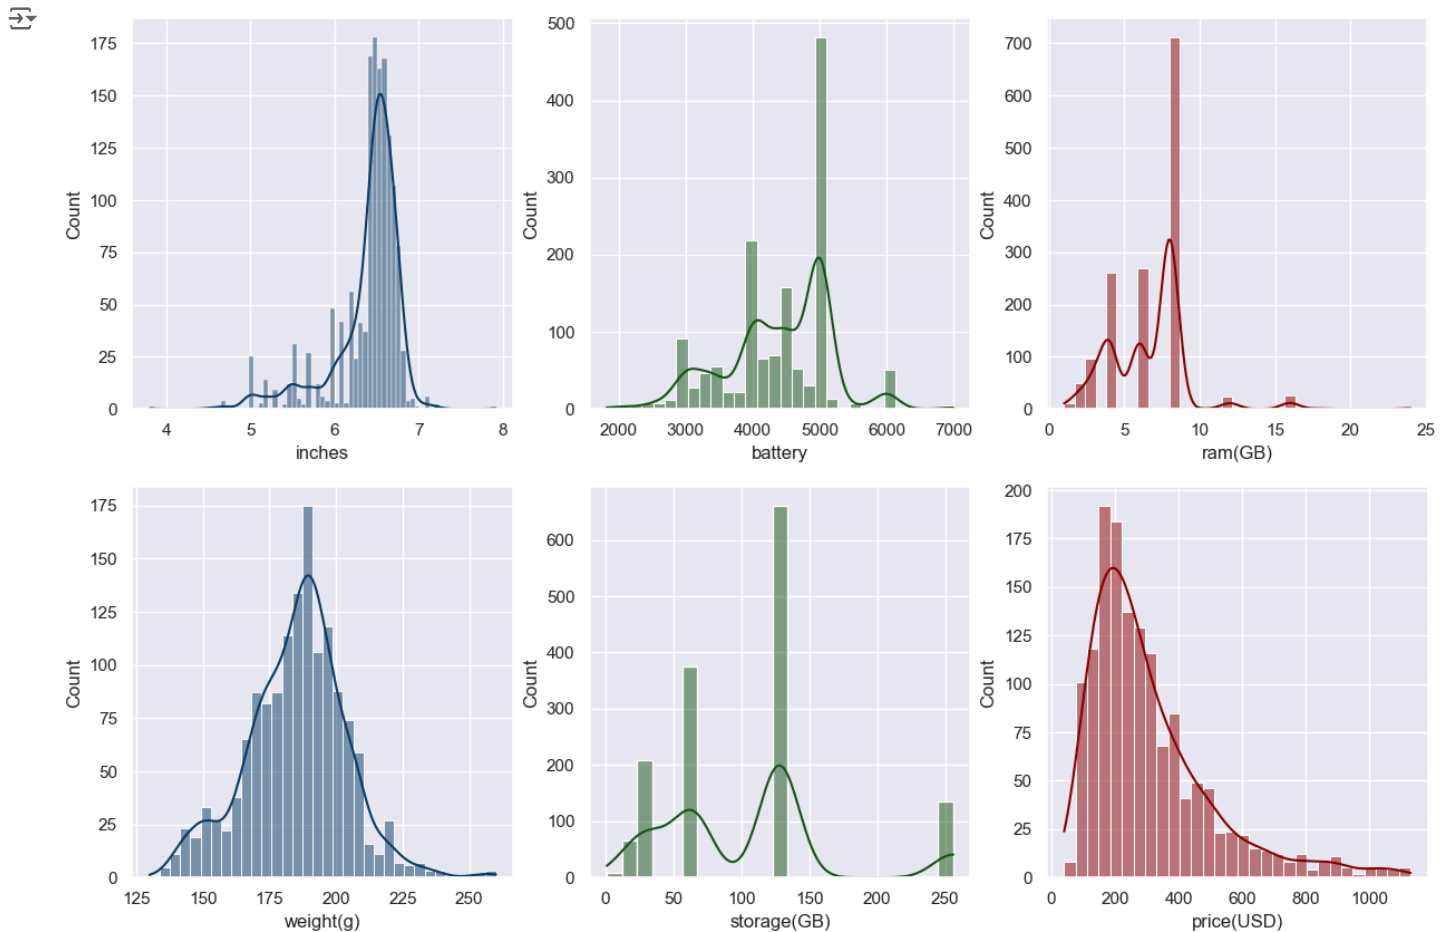 175
150
125
100
75
50
25
0
Count
4 5 6 7 8
inches
500
400
300
200
100
0
Count
2000 3000 4000 5000 6000 7000
battery
700
600
500
400
300
200
100
0
Count
0 5 10 15 20 25
ram(GB)
175
150
125
100
75
50
25
0
Count
125 150 175 200 225 250
weight(g)
600
500
400
300
200
100
0
Count
0 50 100 150 200 250
storage(GB)
200
175
150
125
100
75
50
25
0
Count
0 200 400 600 800 1000
price(USD)